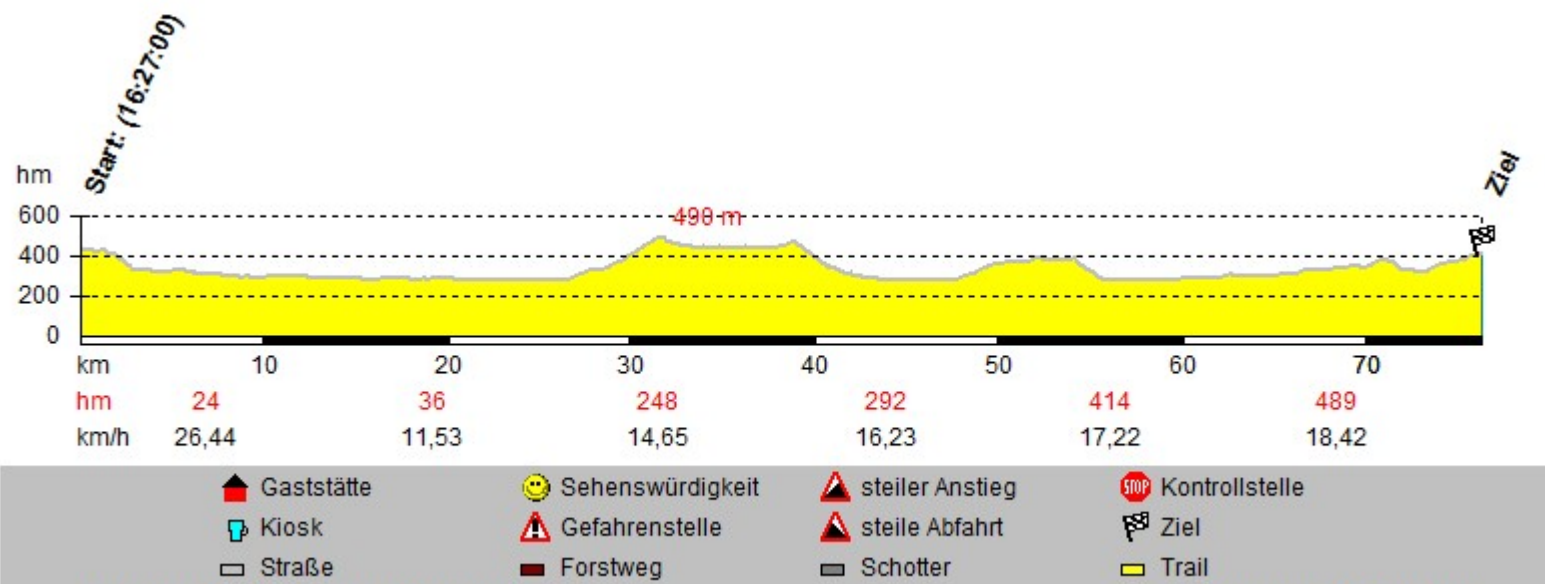 Start: (16:27:00)
Ziel
hm
490 m
600
400
200
0
km 10 20 30 40 50 60 70
hm 24 36 248 292 414 489
km/h 26,44 11,53 14,65 16,23 17,22 18,42
Gaststätte Sehenswürdigkeit steiler Anstieg STOP Kontrollstelle
Kiosk Gefahrenstelle steile Abfahrt Ziel
Straße Forstweg Schotter Trail